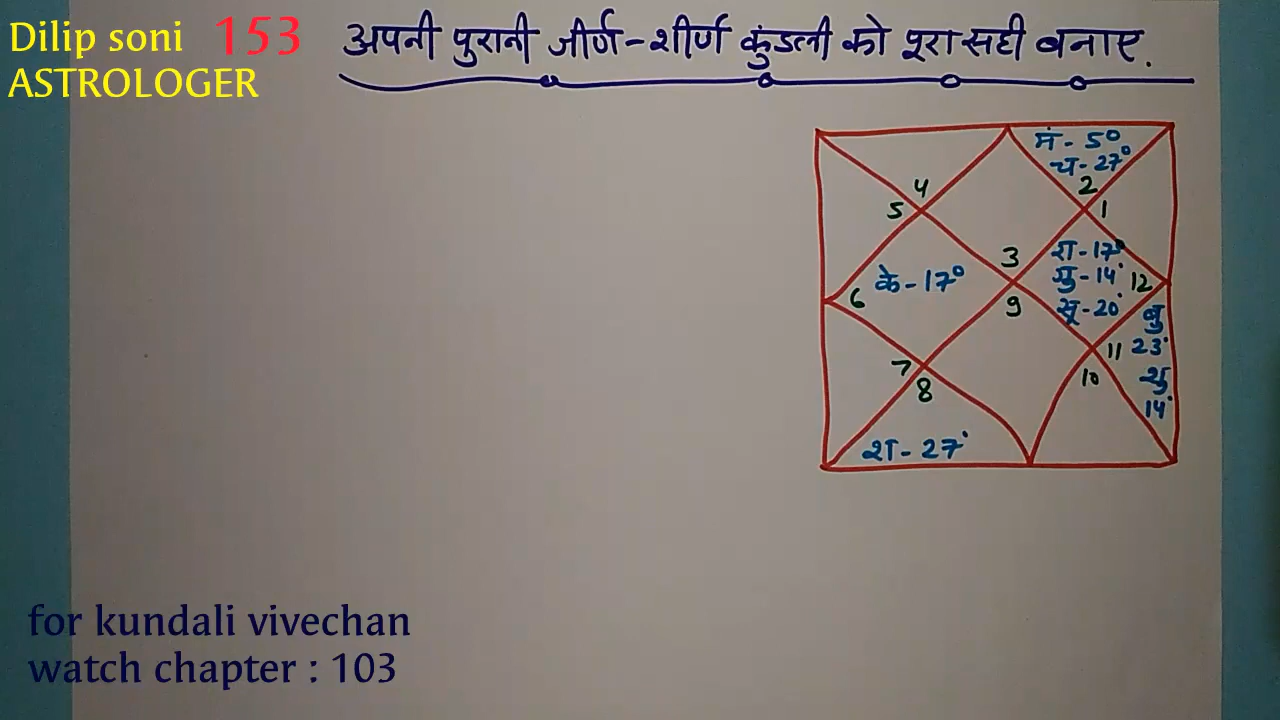 Dilip soni 153
ASTROLOGER
अपनी पुरानी जीर्ण-शीर्ण कुंडली को पूरा सही बनाए.
मं- 5°
च- 27°
4
2
5
1
3
रा-17°
गु-14°
सू-20°
12
के-17°
6
9
बु
23°
11
10
शु
14°
7
8
श- 27°
for kundali vivechan
watch chapter : 103